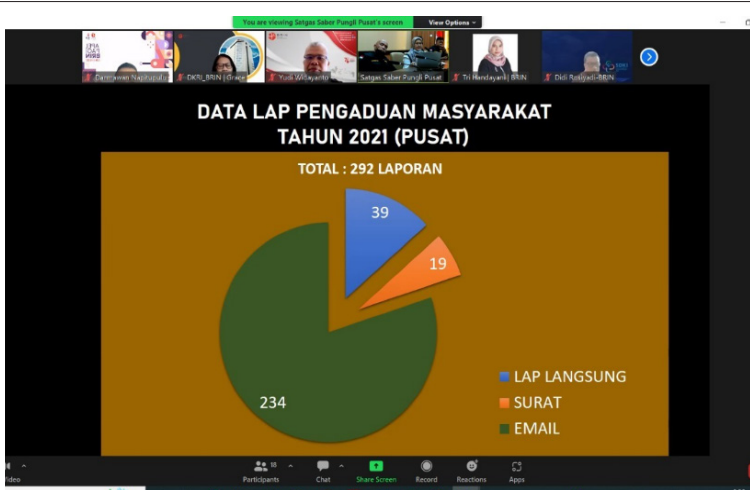 You are viewing Satgas Saber Pungli Pusat's screen
View Options
Darmawan Napitupulu
DKRI_BRIN | Grace
Yudi Widayanto
Satgas Saber Pungli Pusat
Tri Handayani | BRIN
Didi Rosiyadi-BRIN
DATA LAP PENGADUAN MASYARAKAT
TAHUN 2021 (PUSAT)
TOTAL : 292 LAPORAN
39
19
234
LAP LANGSUNG
SURAT
EMAIL
18
Video
Participants
Chat
Share Screen
Record
Reactions
Apps